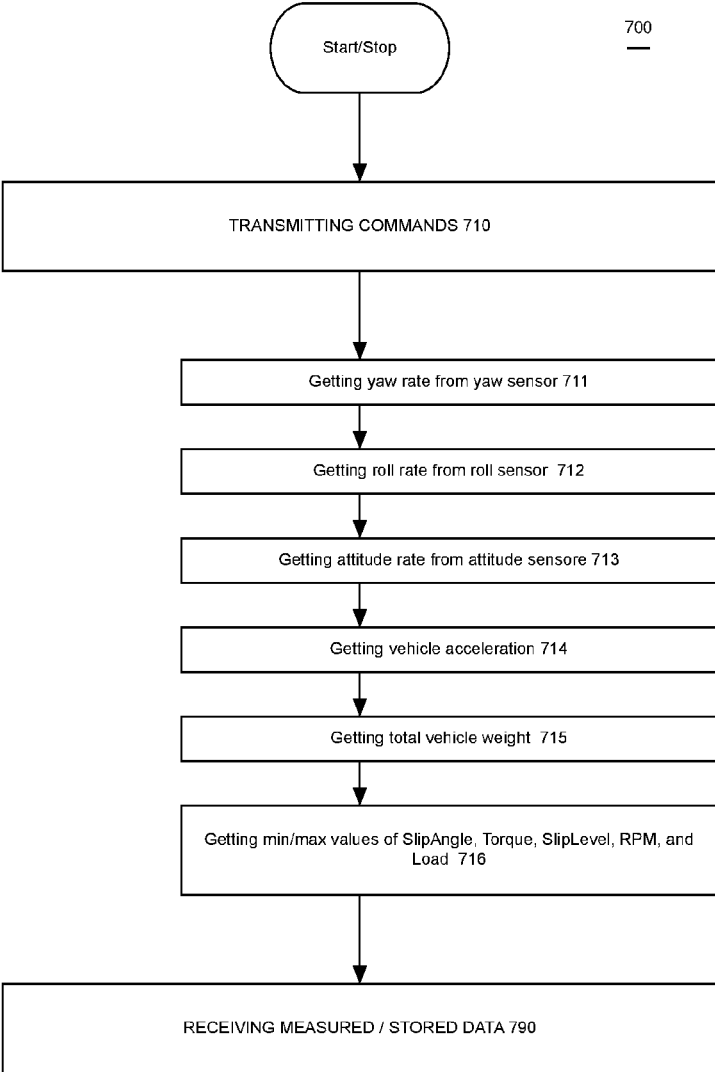 700
Start/Stop
TRANSMITTING COMMANDS 710
Getting yaw rate from yaw sensor 711
Getting roll rate from roll sensor 712
Getting attitude rate from attitude sensore 713
Getting vehicle acceleration 714
Getting total vehicle weight 715
Getting min/max values of SlipAngle, Torque, SlipLevel, RPM, and
Load 716
RECEIVING MEASURED / STORED DATA 790